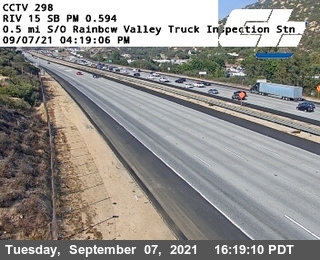 CCTV 298
RIV 15 SB PM 0.594
0.5 mi S/O Rainbow Valley Truck Inspection Stn
09/07/21 04:19:06 PM
Tuesday, September 07, 2021 16:19:10 PDT